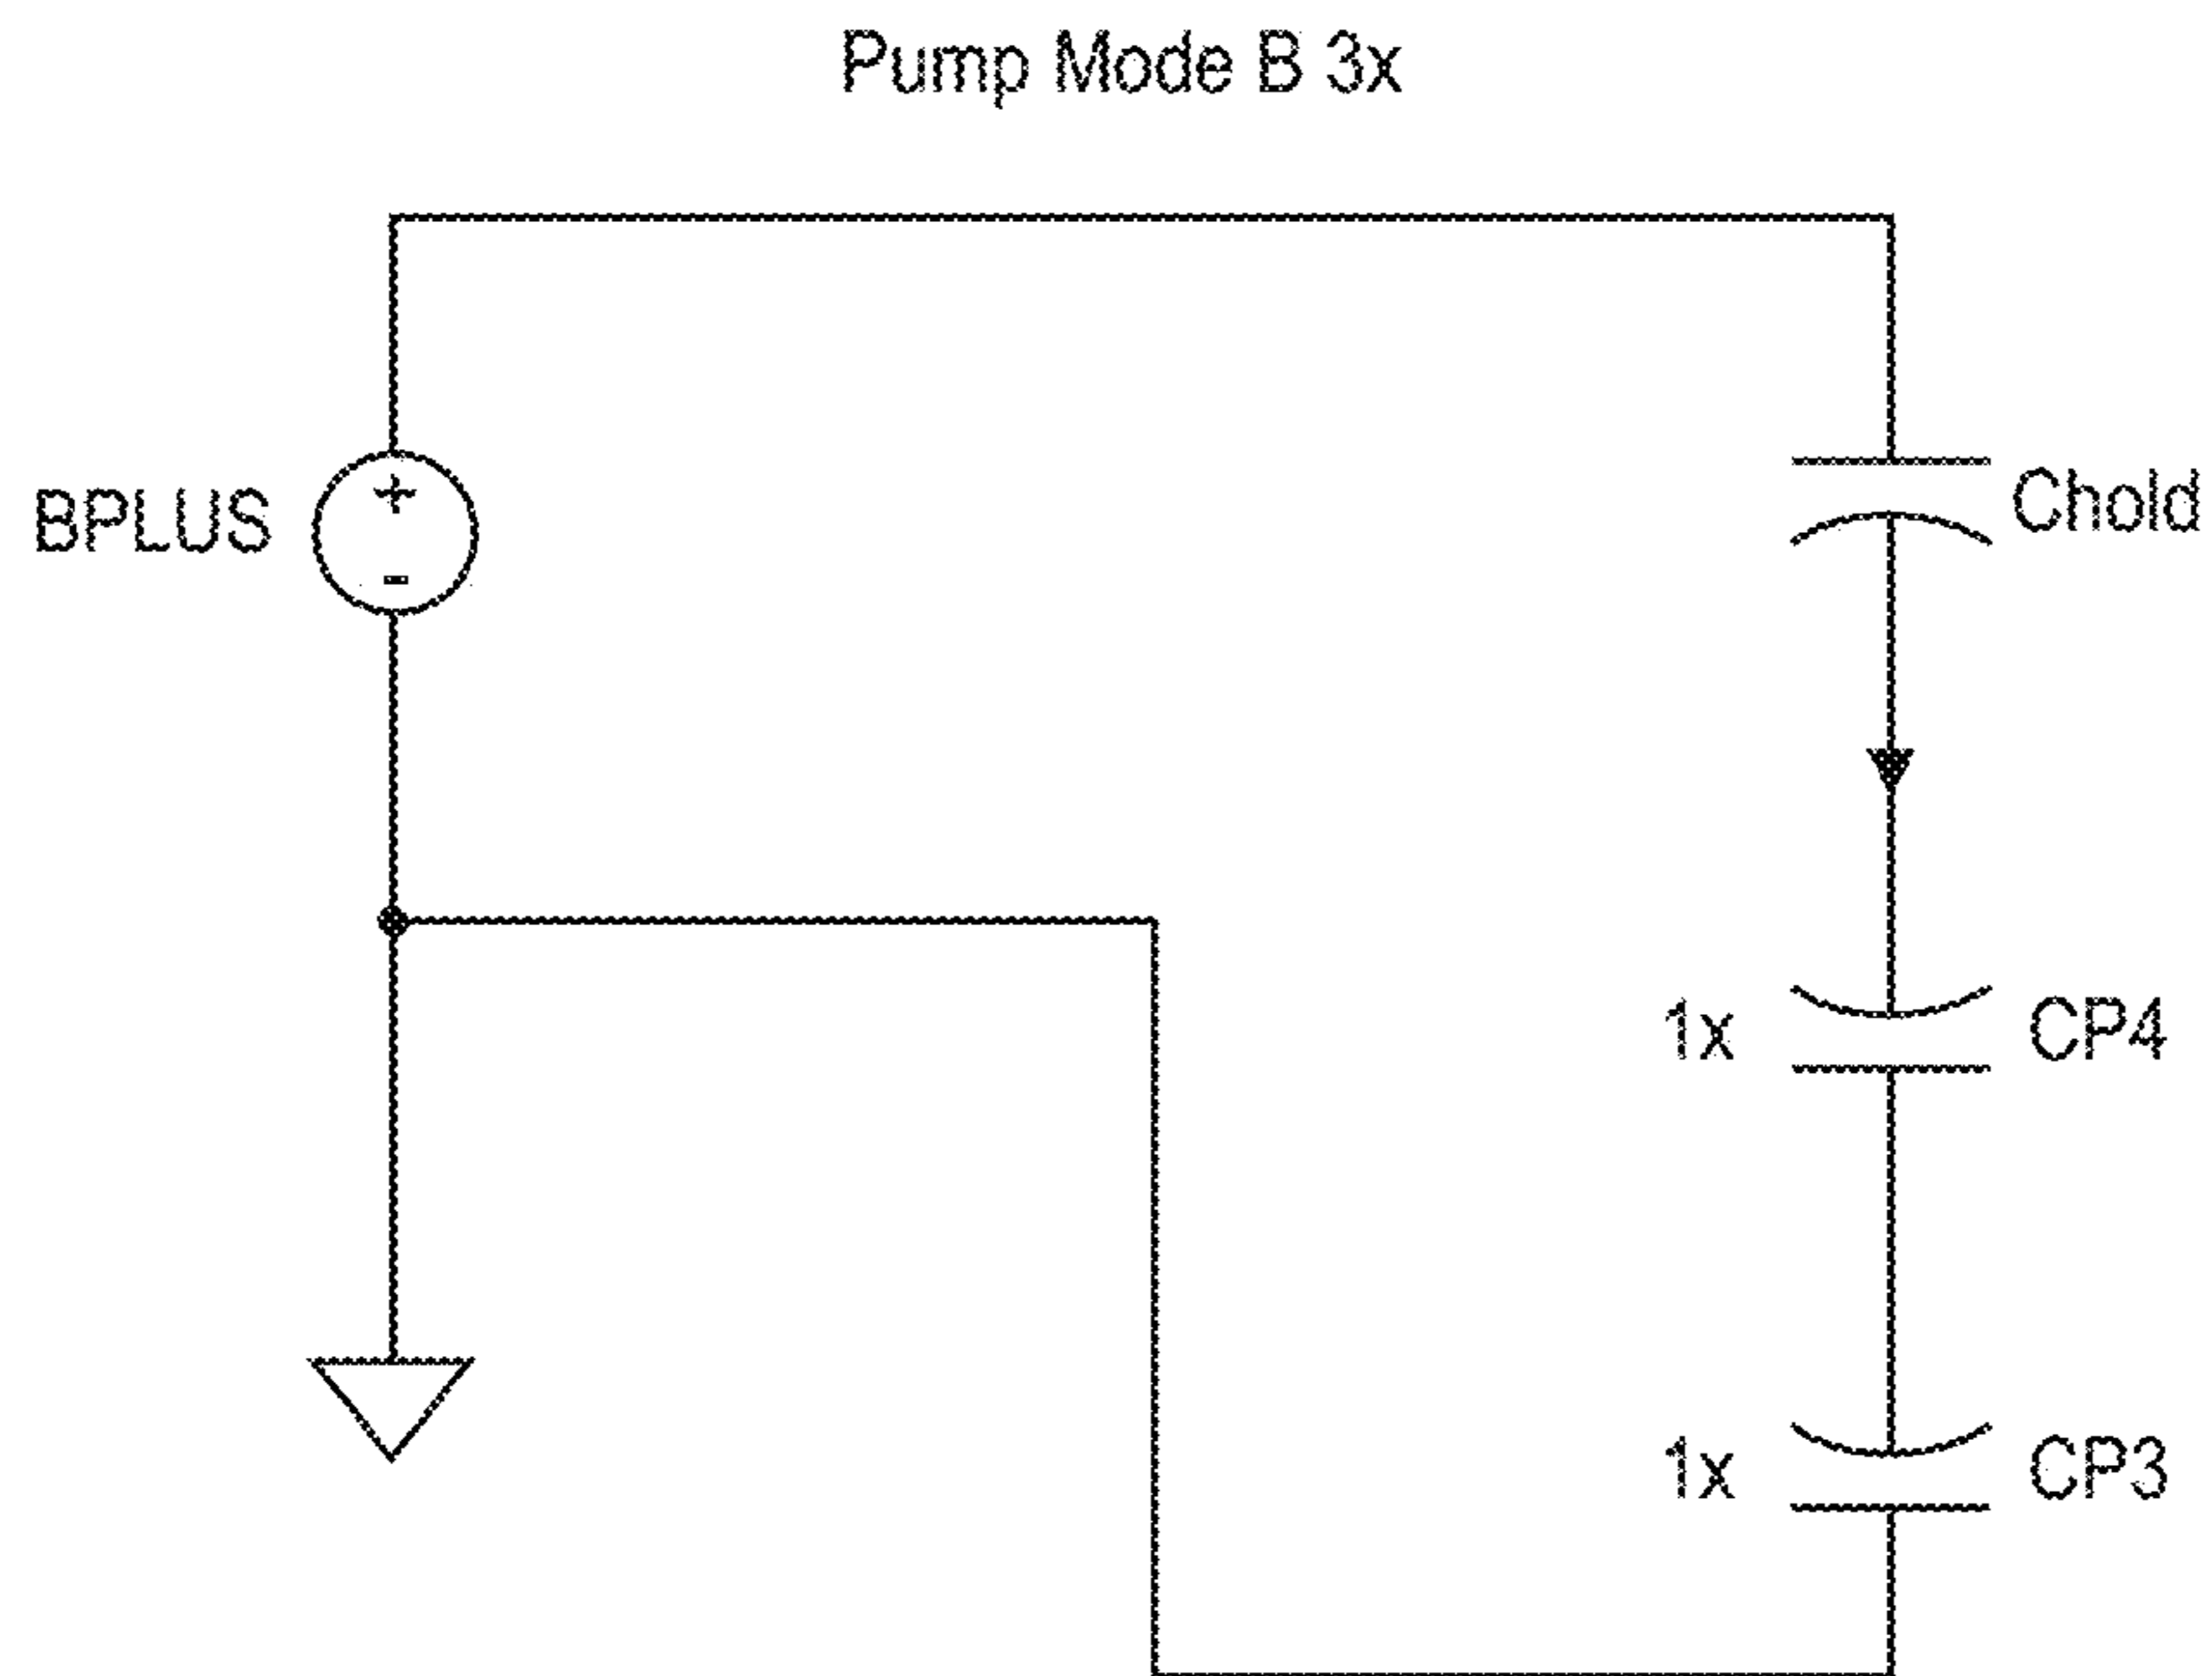 Pump Mode B 3x
BPLUS
+
-
Chold
1x
CP4
1x
CP3